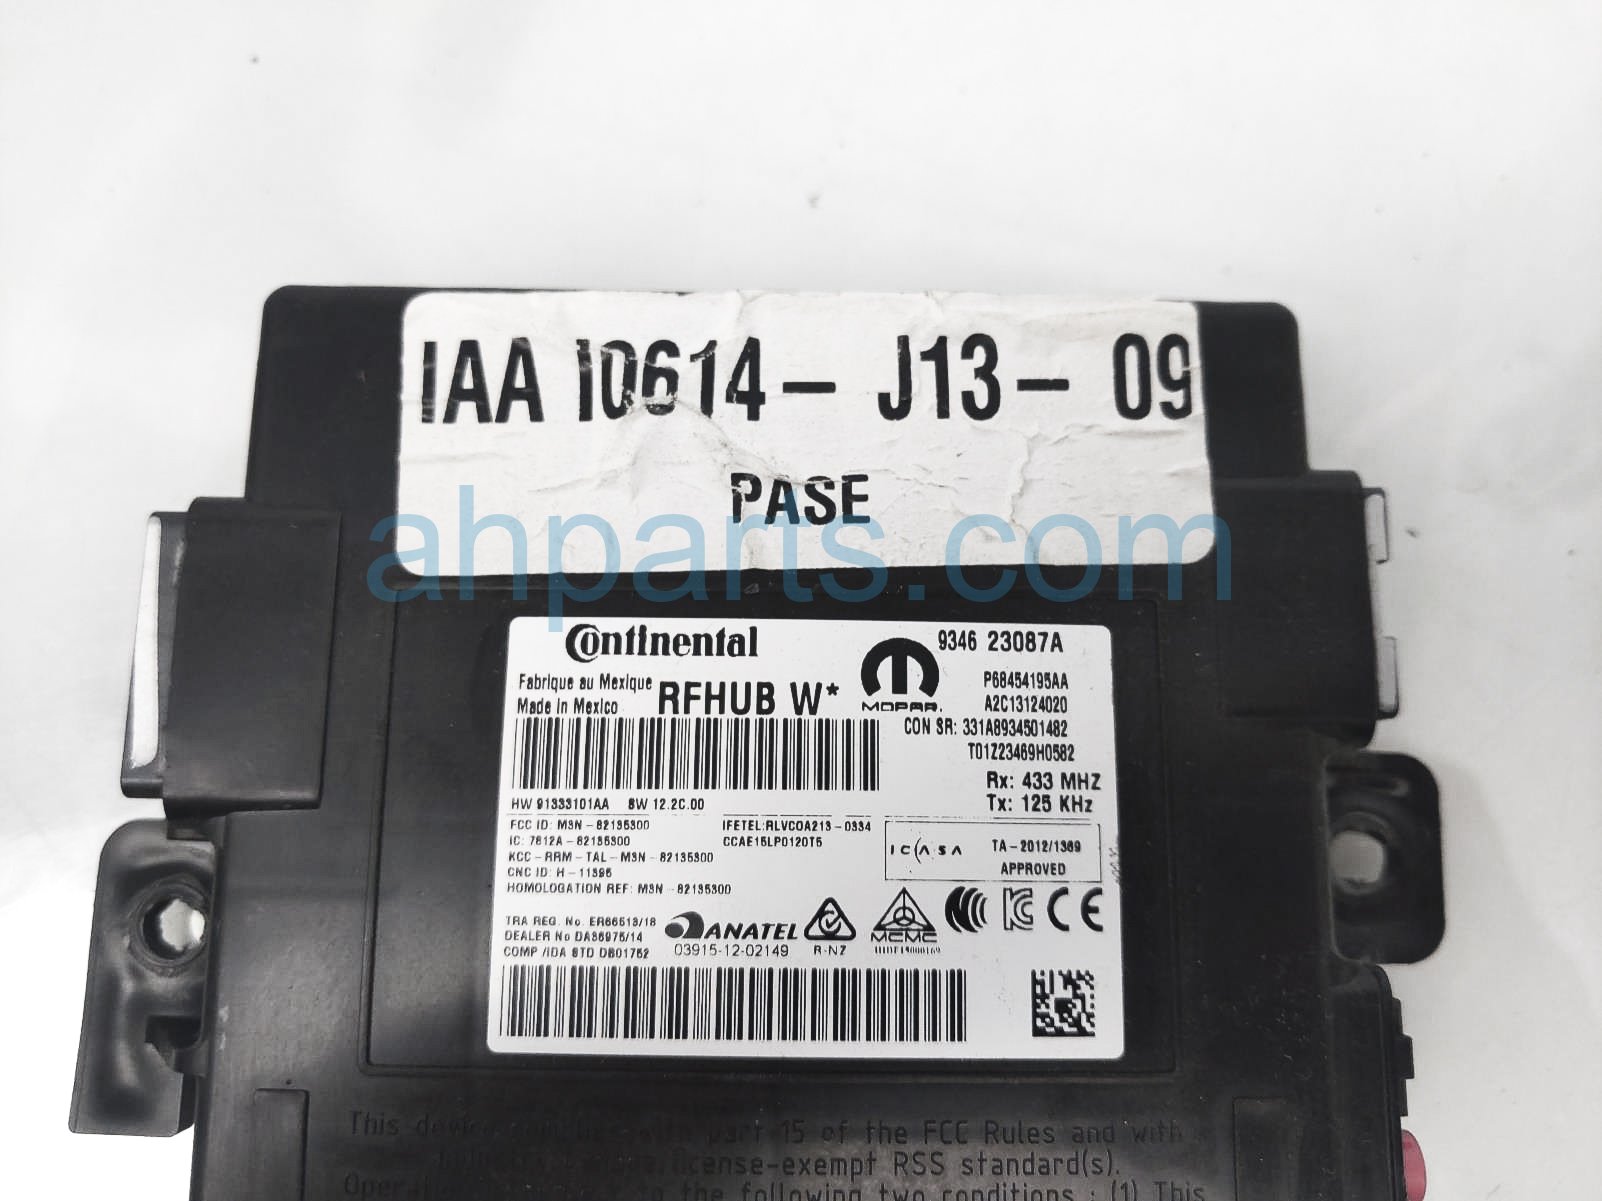 IAA I0614- J13- 09
PASE
ahparts.com
Continental
9346 23087A
Fabrique au Mexique
Made in Mexico
RFHUB W*
MOPAR.
P68454195AA
A2C13124020
CON SR: 331A8934501482
T01Z23469H0582
Rx: 433 MHZ
Tx: 125 KHz
HW 91333101AA SW 12.2C.00
FCC ID: M3N-82135300
IC: 7812A-82135300
KCC-RRM-TAL-M3N-82135300
CNC ID: H-11395
HOMOLOGATION REF: M3N-82135300
IFETEL:RLVCOA213-0334
CCAE15LP0120T5
ICASA
TA-2012/1369
APPROVED
TRA REG. No. ER66513/18
DEALER No DA36975/14
COMP /IDA STD DB01752
ANATEL
03915-12-02149
R-NZ
MCMC
CE
This device with part 15 of the FCC Rules and with
license-exempt RSS standard(s).
to the following two conditions : (1) This